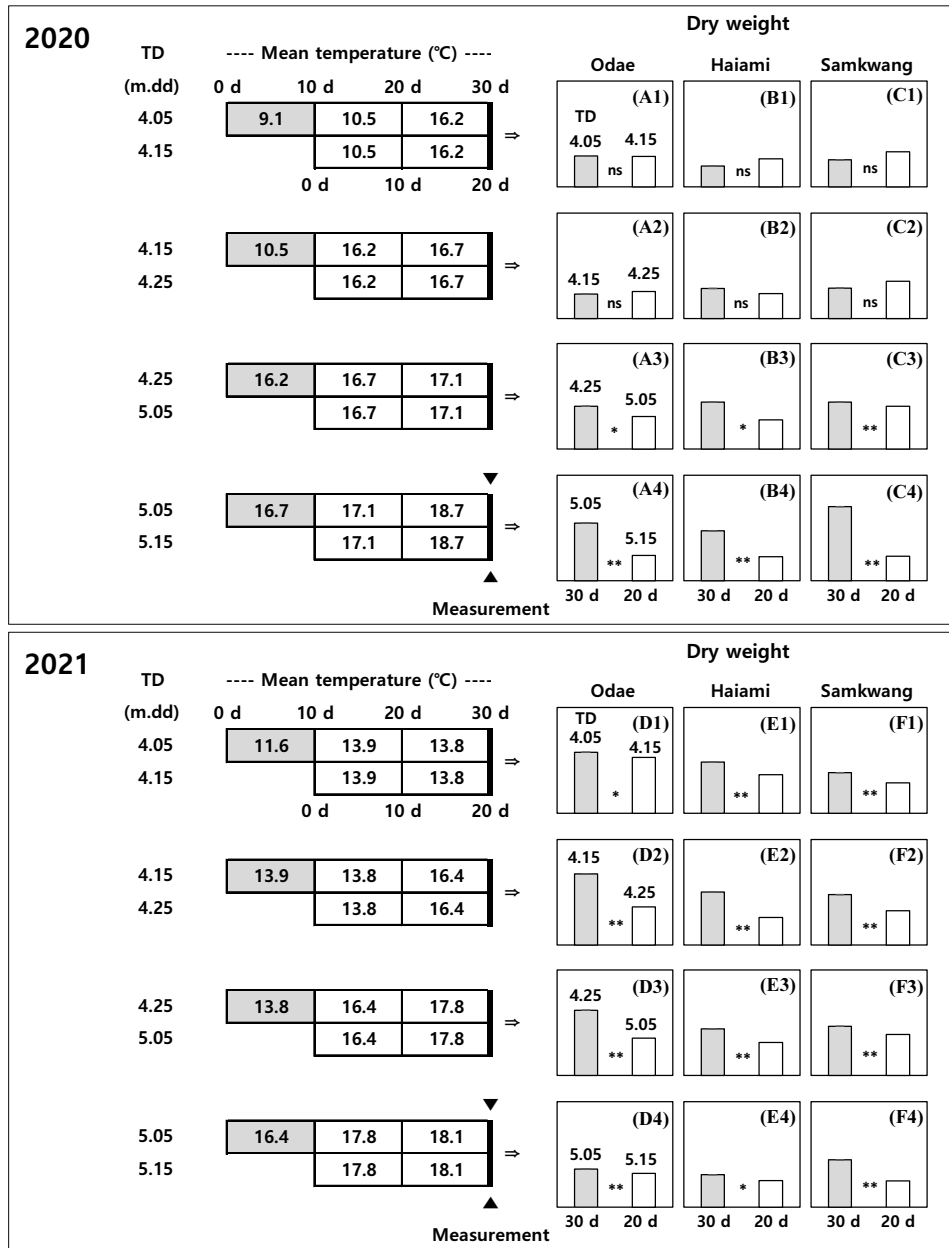 2020
Dry weight
TD ---- Mean temperature (℃) ----
Odae Haiami Samkwang
(m.dd) 0 d 10 d 20 d 30 d
(A1) (B1) (C1)
TD
4.05 9.1 10.5 16.2 ⇒ 4.05 4.15
4.15 10.5 16.2
ns ns ns
0 d 10 d 20 d
(A2) (B2) (C2)
4.15 10.5 16.2 16.7 ⇒ 4.15 4.25
4.25 16.2 16.7
ns ns ns
(A3) (B3) (C3)
4.25 16.2 16.7 17.1 ⇒ 4.25 5.05
5.05 16.7 17.1
* * **
(A4) (B4) (C4)
5.05 16.7 17.1 18.7 ⇒ 5.05 5.15
5.15 17.1 18.7
** ** **
30 d 20 d 30 d 20 d 30 d 20 d
Measurement
2021
Dry weight
TD ---- Mean temperature (℃) ----
Odae Haiami Samkwang
(m.dd) 0 d 10 d 20 d 30 d
TD (D1) (E1) (F1)
4.05 11.6 13.9 13.8 ⇒ 4.05 4.15
4.15 13.9 13.8
* ** **
0 d 10 d 20 d
(D2) (E2) (F2)
4.15 13.9 13.8 16.4 ⇒ 4.15 4.25
4.25 13.8 16.4
** ** **
(D3) (E3) (F3)
4.25 13.8 16.4 17.8 ⇒ 4.25 5.05
5.05 16.4 17.8
** ** **
(D4) (E4) (F4)
5.05 16.4 17.8 18.1 ⇒ 5.05 5.15
5.15 17.8 18.1
** * **
30 d 20 d 30 d 20 d 30 d 20 d
Measurement